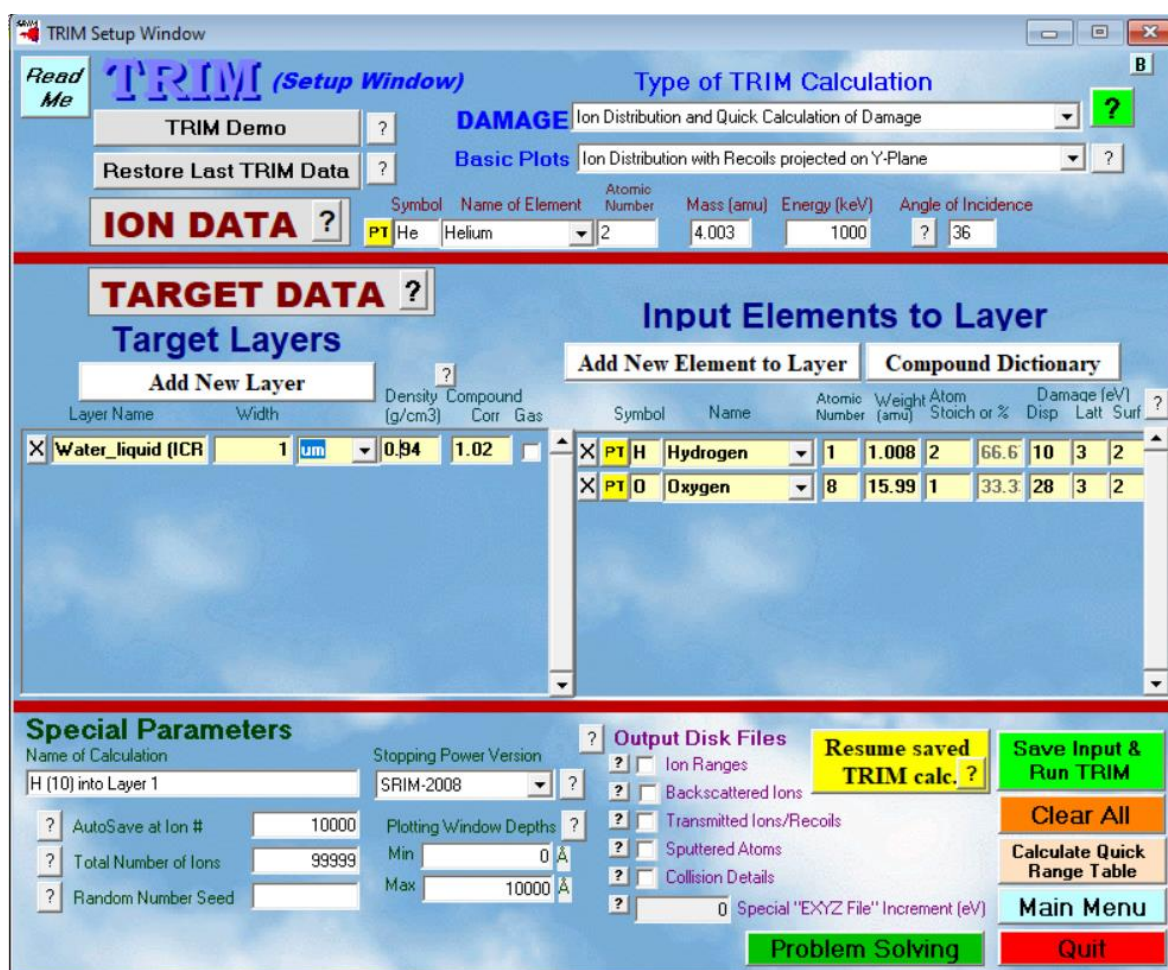 TRIM Setup Window
Read Me
TRIM (Setup Window)
Type of TRIM Calculation
B
TRIM Demo ?
DAMAGE Ion Distribution and Quick Calculation of Damage ?
Restore Last TRIM Data ?
Basic Plots Ion Distribution with Recoils projected on Y-Plane ?
ION DATA ?
Symbol Name of Element Atomic Number Mass (amu) Energy (keV) Angle of Incidence
PT He Helium 2 4.003 1000 ? 36
TARGET DATA ?
Target Layers
Input Elements to Layer
Add New Layer
Add New Element to Layer Compound Dictionary
?
Layer Name Width Density (g/cm3) Compound Corr Gas
Symbol Name Atomic Number Weight (amu) Atom Stoich or % Damage (eV) Disp Latt Surf ?
X Water_liquid (ICR 1 um 0.94 1.02
X PT H Hydrogen 1 1.008 2 66.6 10 3 2
X PT O Oxygen 8 15.99 1 33.3 28 3 2
Special Parameters
Name of Calculation
H (10) into Layer 1
Stopping Power Version
SRIM-2008 ?
? AutoSave at Ion # 10000
? Total Number of Ions 99999
? Random Number Seed
Plotting Window Depths ?
Min 0 Å
Max 10000 Å
? Output Disk Files
? Ion Ranges
? Backscattered Ions
? Transmitted Ions/Recoils
? Sputtered Atoms
? Collision Details
? 0 Special "EXYZ File" Increment (eV)
Resume saved TRIM calc. ?
Save Input & Run TRIM
Clear All
Calculate Quick Range Table
Main Menu
Problem Solving
Quit